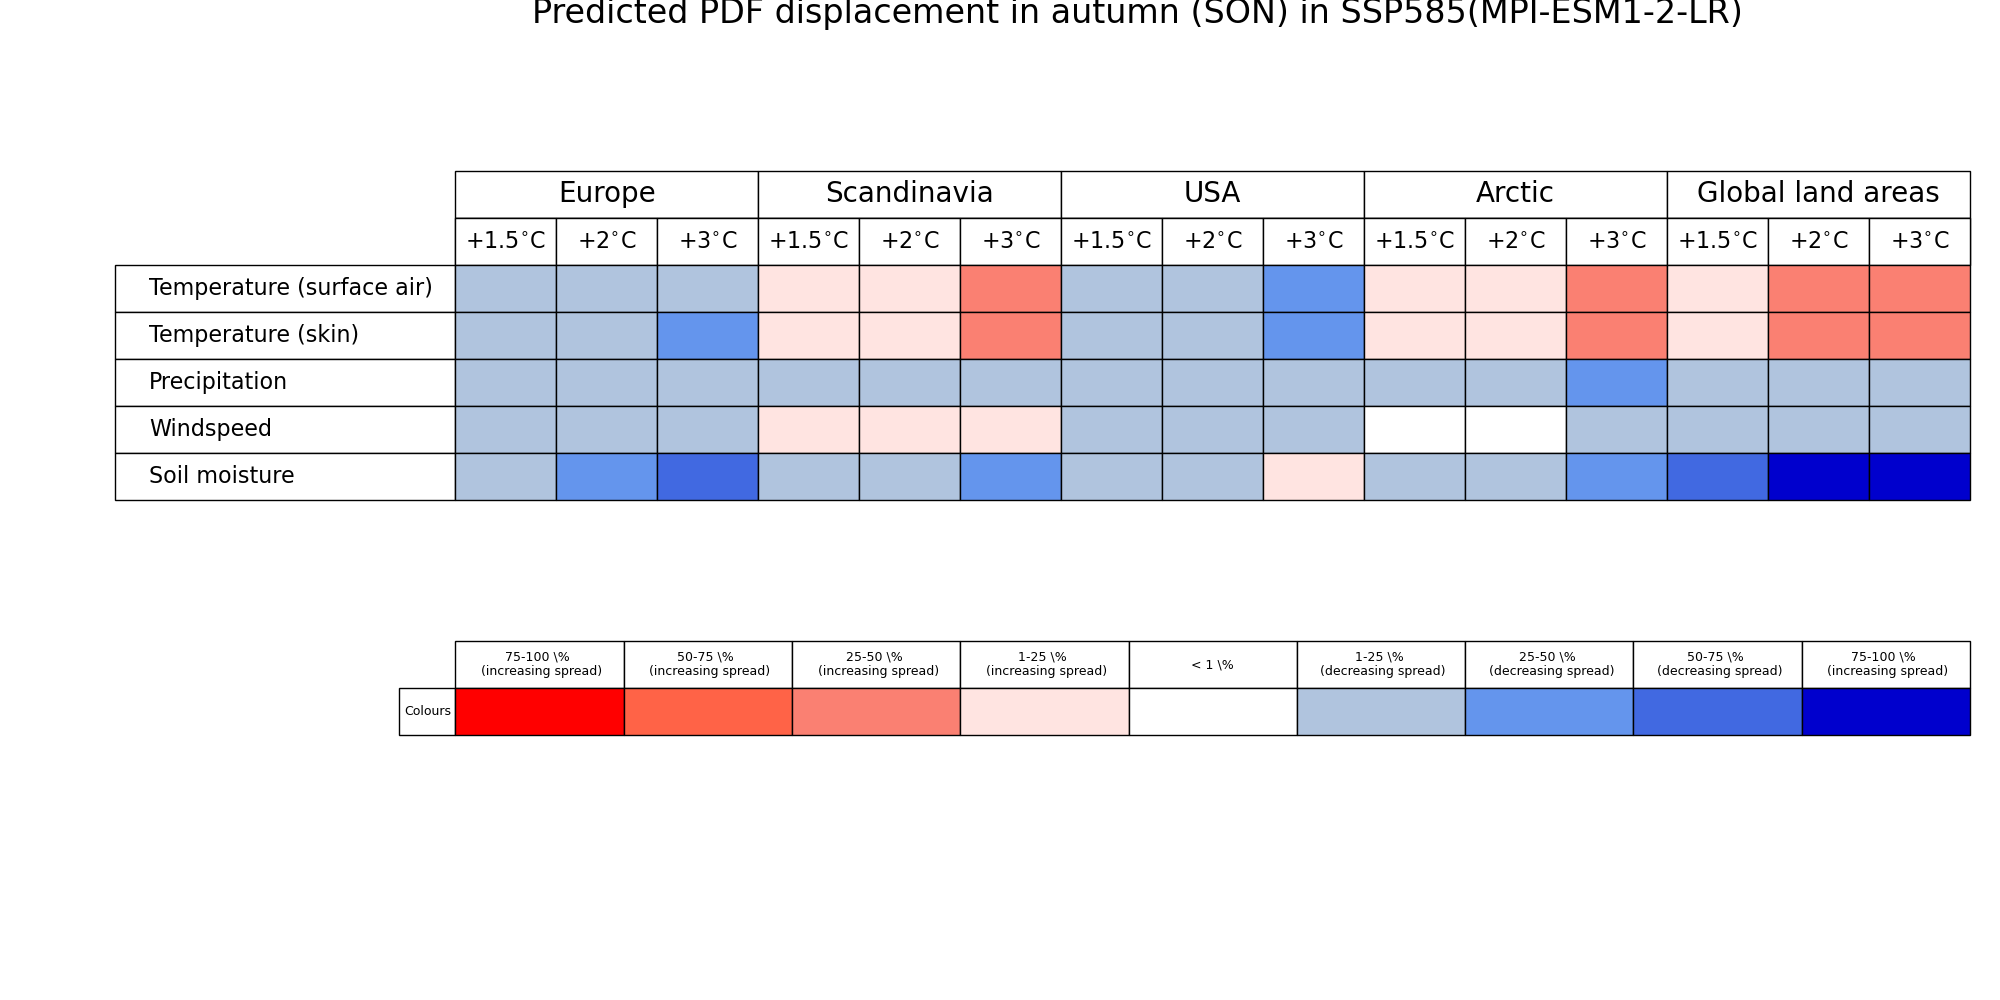 Predicted PDF displacement in autumn (SON) in SSP585(MPI-ESM1-2-LR)
Europe Scandinavia USA Arctic Global land areas
+1.5°C +2°C +3°C +1.5°C +2°C +3°C +1.5°C +2°C +3°C +1.5°C +2°C +3°C +1.5°C +2°C +3°C
Temperature (surface air)
Temperature (skin)
Precipitation
Windspeed
Soil moisture
75-100 \% 50-75 \% 25-50 \% 1-25 \% < 1 \% 1-25 \% 25-50 \% 50-75 \% 75-100 \%
(increasing spread) (increasing spread) (increasing spread) (increasing spread) (decreasing spread) (decreasing spread) (decreasing spread) (increasing spread)
Colours